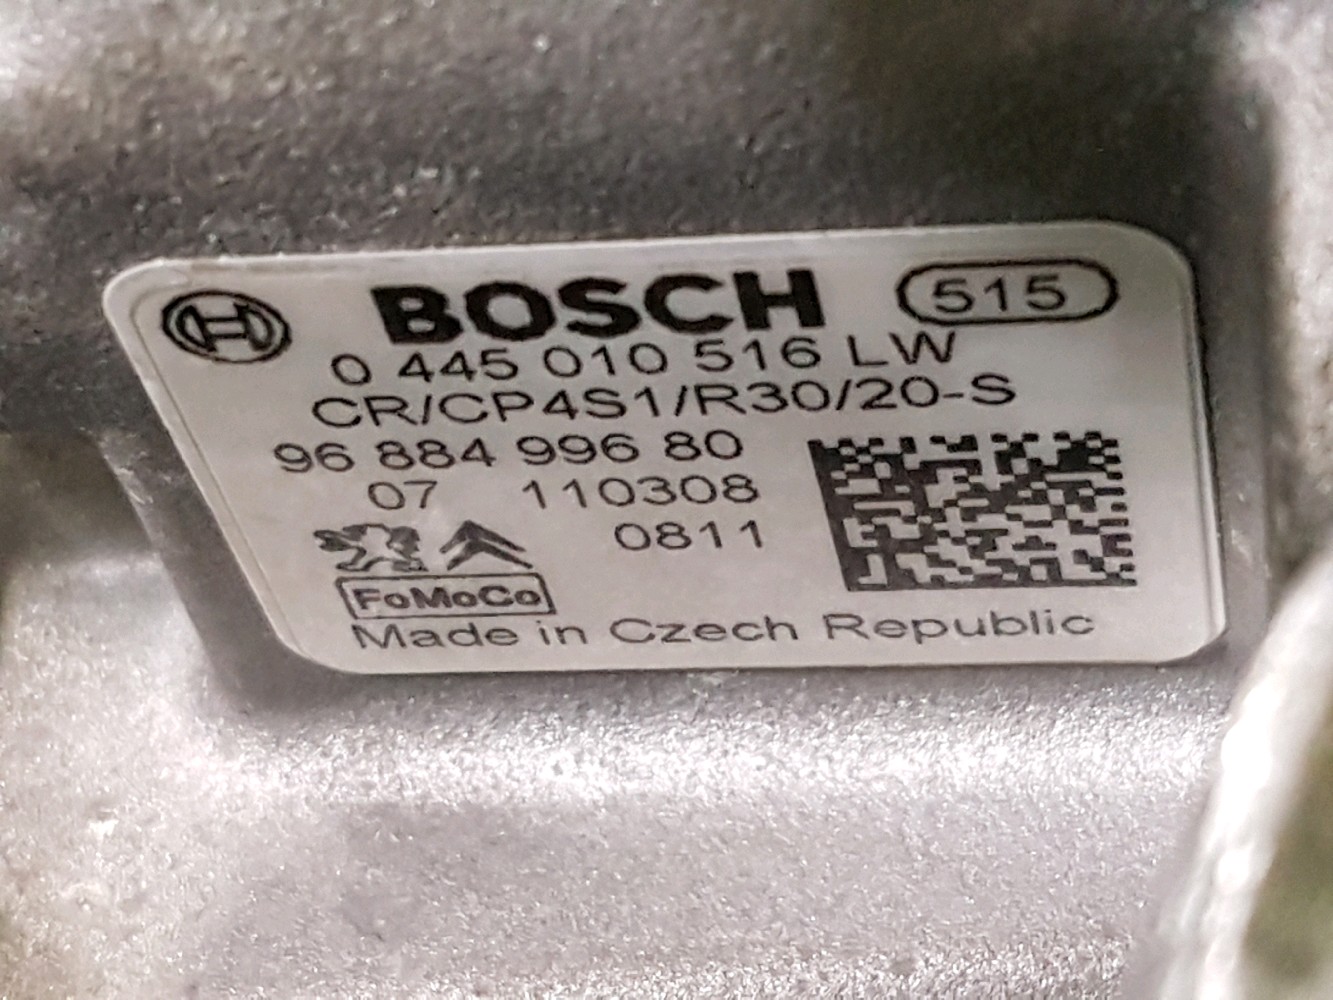 BOSCH 515
0 445 010 516 LW
CR/CP4S1/R30/20-S
96 884 996 80
07 110308
0811
FoMoCo
Made in Czech Republic